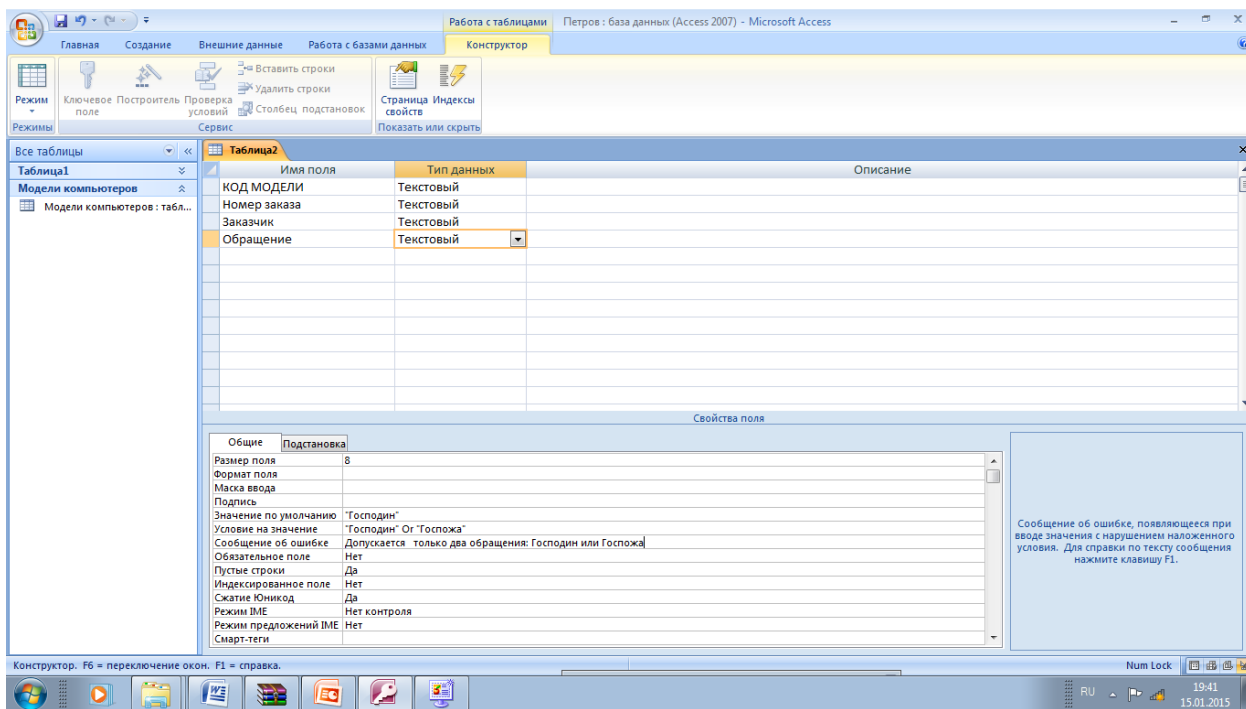 Работа с таблицами Петров : база данных (Access 2007) - Microsoft Access
Главная Создание Внешние данные Работа с базами данных Конструктор
Режим
Ключевое поле
Построитель
Проверка условий
Вставить строки
Удалить строки
Столбец подстановок
Страница свойств
Индексы
Режимы Сервис Показать или скрыть
Все таблицы
Таблица1
Модели компьютеров
Модели компьютеров : табл...
Таблица2
Имя поля Тип данных Описание
КОД МОДЕЛИ Текстовый
Номер заказа Текстовый
Заказчик Текстовый
Обращение Текстовый
Свойства поля
Общие Подстановка
Размер поля 8
Формат поля
Маска ввода
Подпись
Значение по умолчанию "Господин"
Условие на значение "Господин" Or "Госпожа"
Сообщение об ошибке Допускается только два обращения: Господин или Госпожа
Обязательное поле Нет
Пустые строки Да
Индексированное поле Нет
Сжатие Юникод Да
Режим IME Нет контроля
Режим предложений IME Нет
Смарт-теги
Сообщение об ошибке, появляющееся при
вводе значения с нарушением наложенного
условия. Для справки по тексту сообщения
нажмите клавишу F1.
Конструктор. F6 = переключение окон. F1 = справка. Num Lock
RU 19:41
15.01.2015